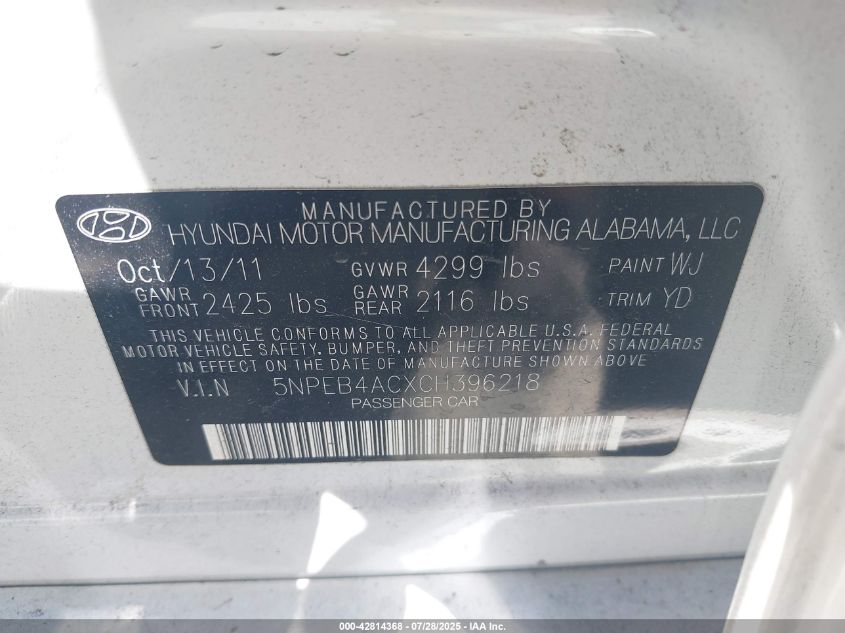 MANUFACTURED BY
HYUNDAI MOTOR MANUFACTURING ALABAMA, LLC
Oct/13/11 GVWR 4299 lbs PAINT WJ
GAWR FRONT 2425 lbs GAWR REAR 2116 lbs TRIM YD
THIS VEHICLE CONFORMS TO ALL APPLICABLE U.S.A. FEDERAL
MOTOR VEHICLE SAFETY, BUMPER, AND THEFT PREVENTION STANDARDS
IN EFFECT ON THE DATE OF MANUFACTURE SHOWN ABOVE
V.I.N 5NPEB4ACXCH396218
PASSENGER CAR
000-42814368 | 07/28/2025 - IAA Inc.